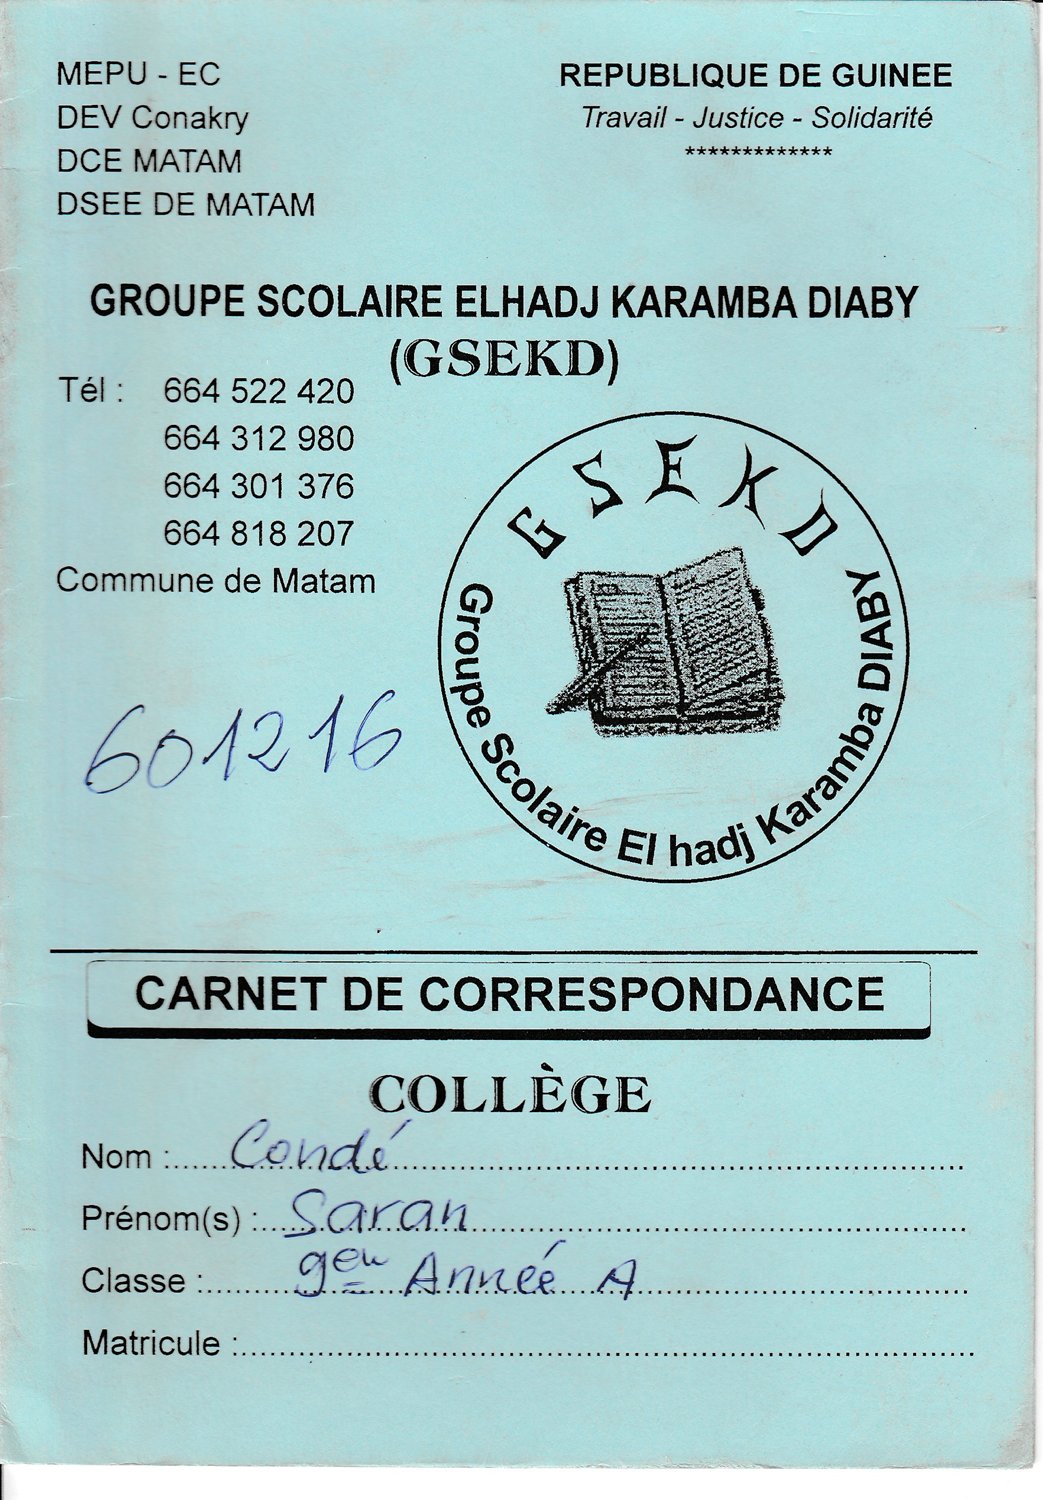 MEPU - EC
DEV Conakry
DCE MATAM
DSEE DE MATAM
REPUBLIQUE DE GUINEE
Travail - Justice - Solidarité
*************
GROUPE SCOLAIRE ELHADJ KARAMBA DIABY
(GSEKD)
Tél : 664 522 420
664 312 980
664 301 376
664 818 207
Commune de Matam
GSEKD
Groupe Scolaire El hadj Karamba DIABY
601216
CARNET DE CORRESPONDANCE
COLLÈGE
Nom : Condé
Prénom(s) : Saran
Classe : 9eu Année A
Matricule :